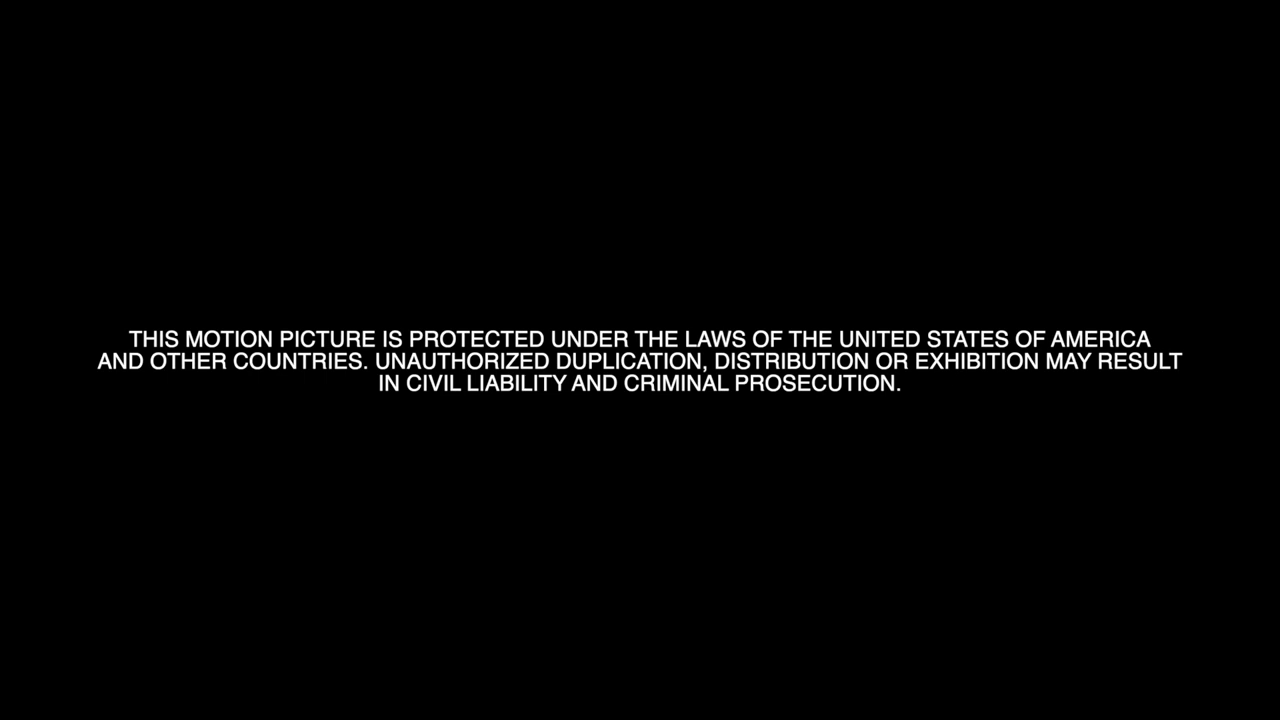 THIS MOTION PICTURE IS PROTECTED UNDER THE LAWS OF THE UNITED STATES OF AMERICA
AND OTHER COUNTRIES. UNAUTHORIZED DUPLICATION, DISTRIBUTION OR EXHIBITION MAY RESULT
IN CIVIL LIABILITY AND CRIMINAL PROSECUTION.